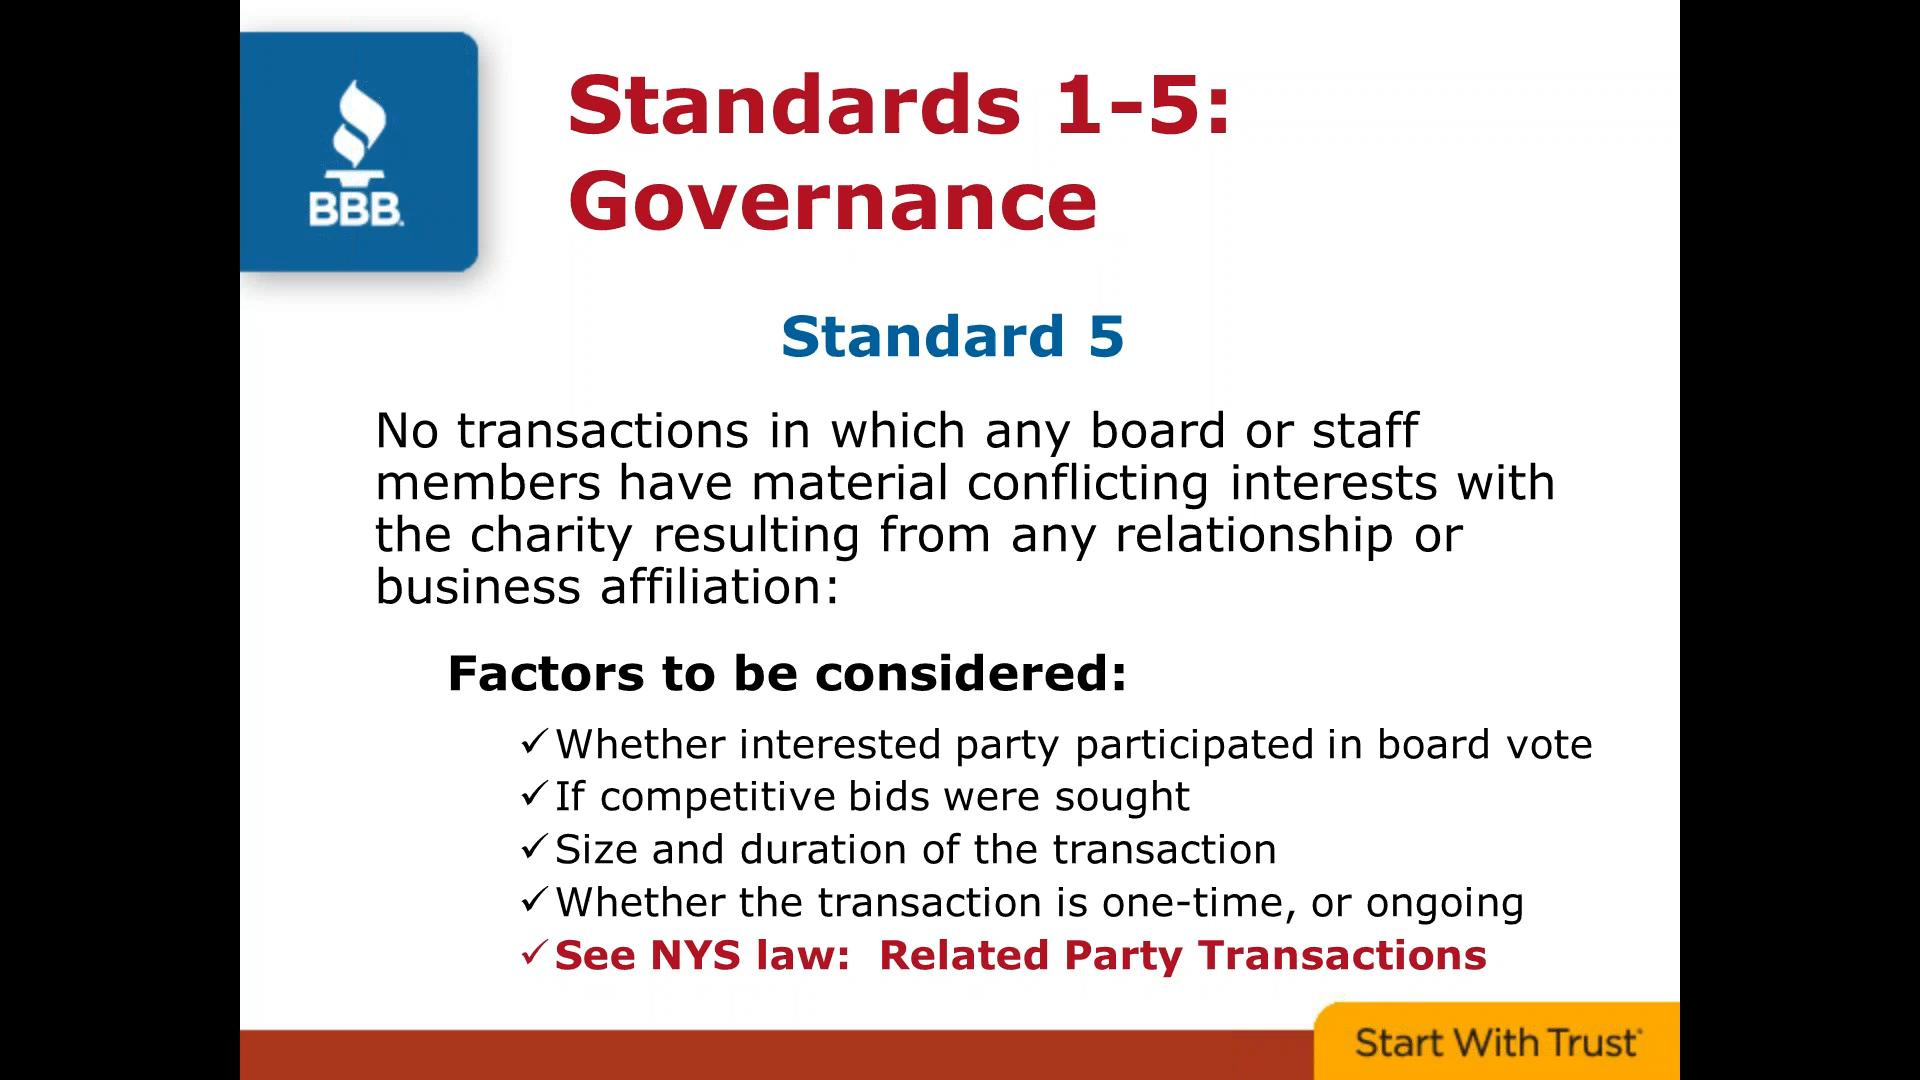 BBB.
Standards 1-5:
Governance
Standard 5
No transactions in which any board or staff
members have material conflicting interests with
the charity resulting from any relationship or
business affiliation:
Factors to be considered:
✓Whether interested party participated in board vote
✓If competitive bids were sought
✓Size and duration of the transaction
✓Whether the transaction is one-time, or ongoing
✓See NYS law:  Related Party Transactions
Start With Trust®